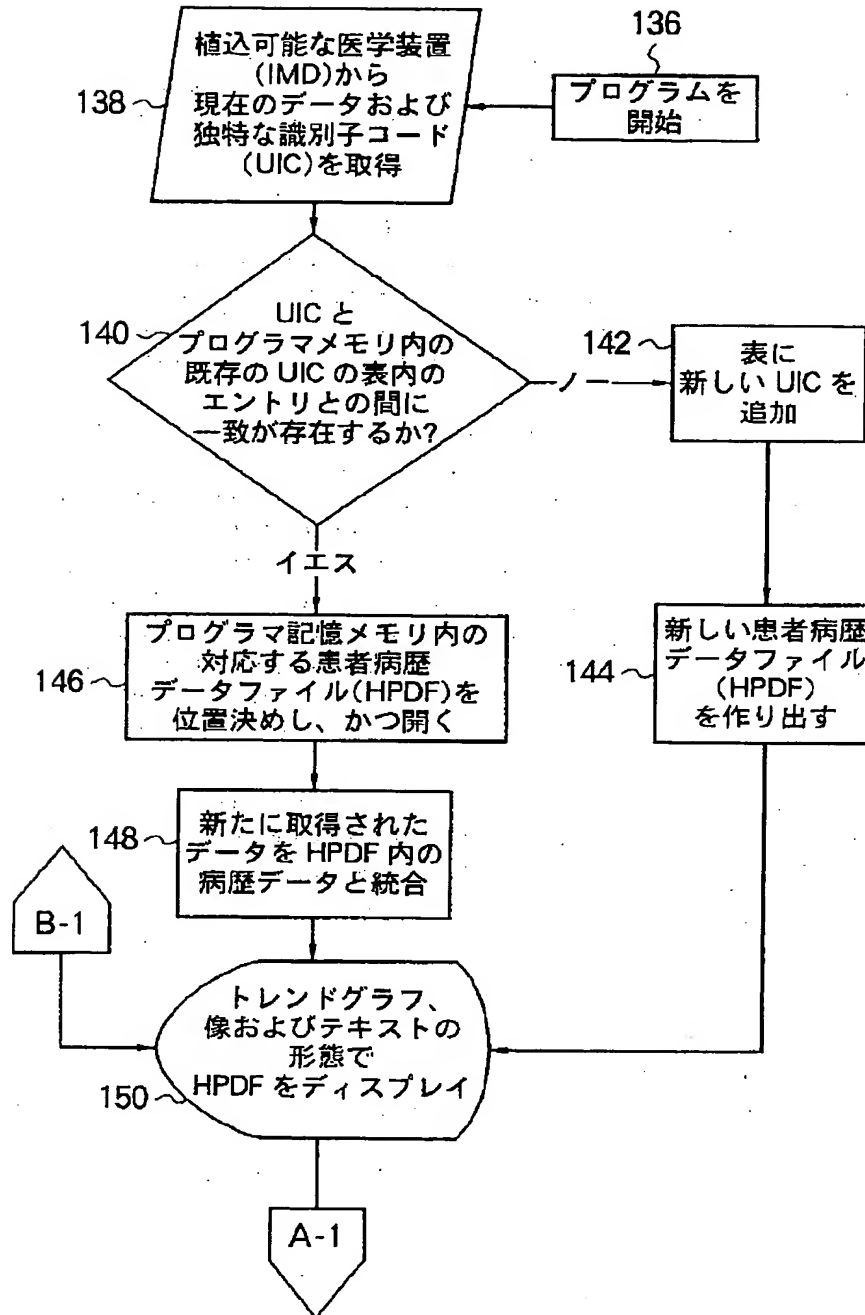 136
プログラムを
開始
138
植込可能な医学装置
(IMD)から
現在のデータおよび
独特な識別子コード
(UIC)を取得
140
UIC と
プログラマメモリ内の
既存の UIC の表内の
エントリとの間に
一致が存在するか?
ノー
142
表に
新しい UIC を
追加
イエス
146
プログラマ記憶メモリ内の
対応する患者病歴
データファイル(HPDF)を
位置決めし、かつ開く
144
新しい患者病歴
データファイル
(HPDF)
を作り出す
148
新たに取得された
データを HPDF 内の
病歴データと統合
B-1
トレンドグラフ、
像およびテキストの
形態で
HPDF をディスプレイ
150
A-1